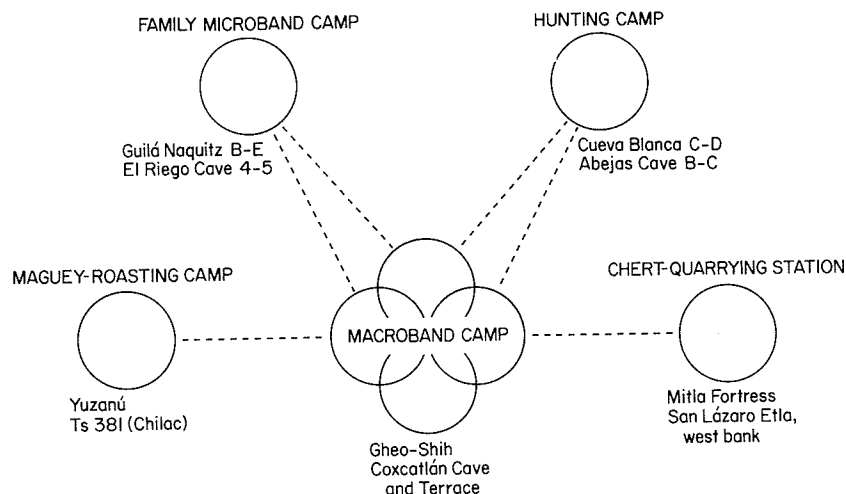 FAMILY MICROBAND CAMP
HUNTING CAMP
Guilá Naquitz B-E
El Riego Cave 4-5
Cueva Blanca C-D
Abejas Cave B-C
MAGUEY-ROASTING CAMP
CHERT-QUARRYING STATION
MACROBAND CAMP
Yuzanú
Ts 381 (Chilac)
Mitla Fortress
San Lázaro Etla,
west bank
Gheo-Shih
Coxcatlán Cave
and Terrace